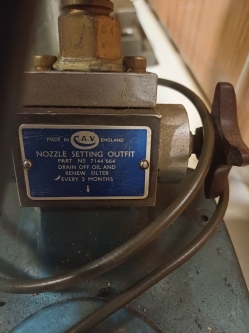 MADE IN C.A.V ENGLAND
NOZZLE SETTING OUTFIT
PART Nº 7144/664
DRAIN OFF OIL AND
RENEW FILTER
EVERY 3 MONTHS